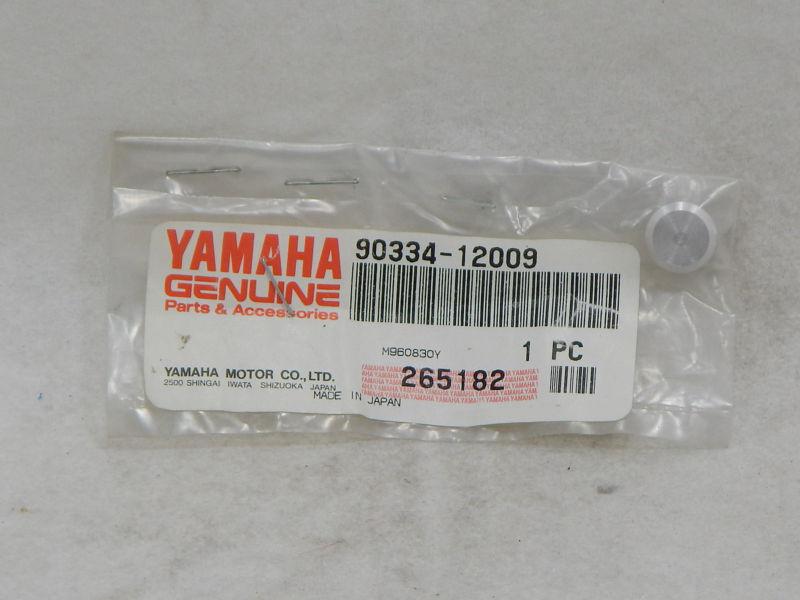 YAMAHA
GENUINE
Parts & Accessories
90334-12009
M960830Y
1 PC
265182
YAMAHA MOTOR CO., LTD.
2500 SHINGAI IWATA SHIZUOKA JAPAN
MADE IN JAPAN